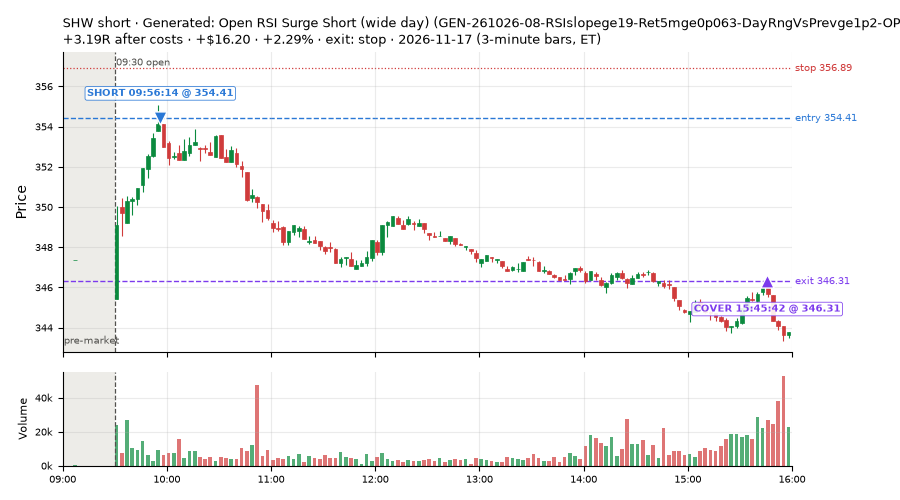 SHW short · Generated: Open RSI Surge Short (wide day) (GEN-261026-08-RSIslopege19-Ret5mge0p063-DayRngVsPrevge1p2-OP
+3.19R after costs · +$16.20 · +2.29% · exit: stop · 2026-11-17 (3-minute bars, ET)
09:30 open
stop 356.89
356
SHORT 09:56:14 @ 354.41
entry 354.41
354
352
Price
350
348
346
exit 346.31
COVER 15:45:42 @ 346.31
344
pre-market
Volume
40k
20k
0k
09:00 10:00 11:00 12:00 13:00 14:00 15:00 16:00